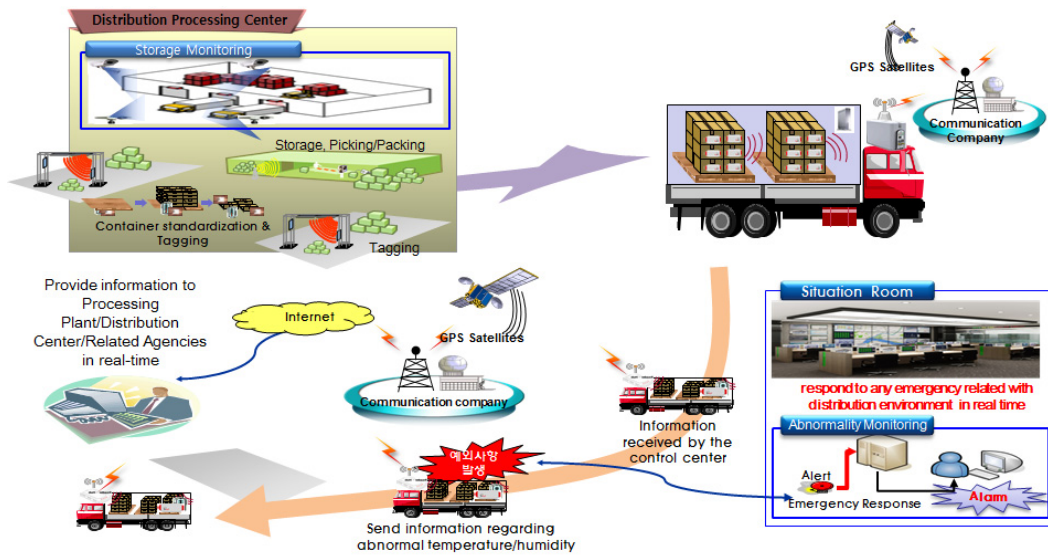 Distribution Processing Center
Storage Monitoring
Storage, Picking/Packing
Container standardization &
Tagging
Tagging
GPS Satellites
Communication
Company
Provide information to
Processing
Plant/Distribution
Center/Related Agencies
in real-time
Internet
GPS Satellites
Communication company
Information
received by the
control center
Situation Room
respond to any emergency related with
distribution environment in real time
Abnormality Monitoring
Alert
Emergency Response
Alarm
예외사항
발생
Send information regarding
abnormal temperature/humidity